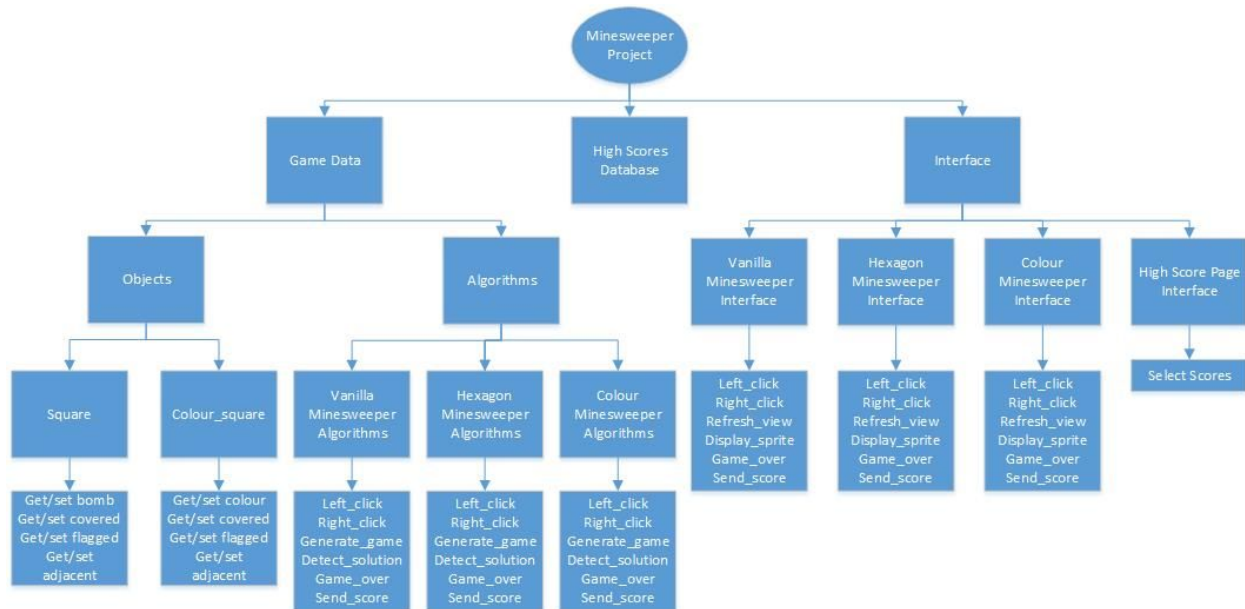 Minesweeper
Project
Game Data
High Scores
Database
Interface
Objects
Algorithms
Vanilla
Minesweeper
Interface
Hexagon
Minesweeper
Interface
Colour
Minesweeper
Interface
High Score Page
Interface
Square
Colour_square
Vanilla
Minesweeper
Algorithms
Hexagon
Minesweeper
Algorithms
Colour
Minesweeper
Algorithms
Left_click
Right_click
Refresh_view
Display_sprite
Game_over
Send_score
Left_click
Right_click
Refresh_view
Display_sprite
Game_over
Send_score
Left_click
Right_click
Refresh_view
Display_sprite
Game_over
Send_score
Select Scores
Get/set bomb
Get/set covered
Get/set flagged
Get/set
adjacent
Get/set colour
Get/set covered
Get/set flagged
Get/set
adjacent
Left_click
Right_click
Generate_game
Detect_solution
Game_over
Send_score
Left_click
Right_click
Generate_game
Detect_solution
Game_over
Send_score
Left_click
Right_click
Generate_game
Detect_solution
Game_over
Send_score